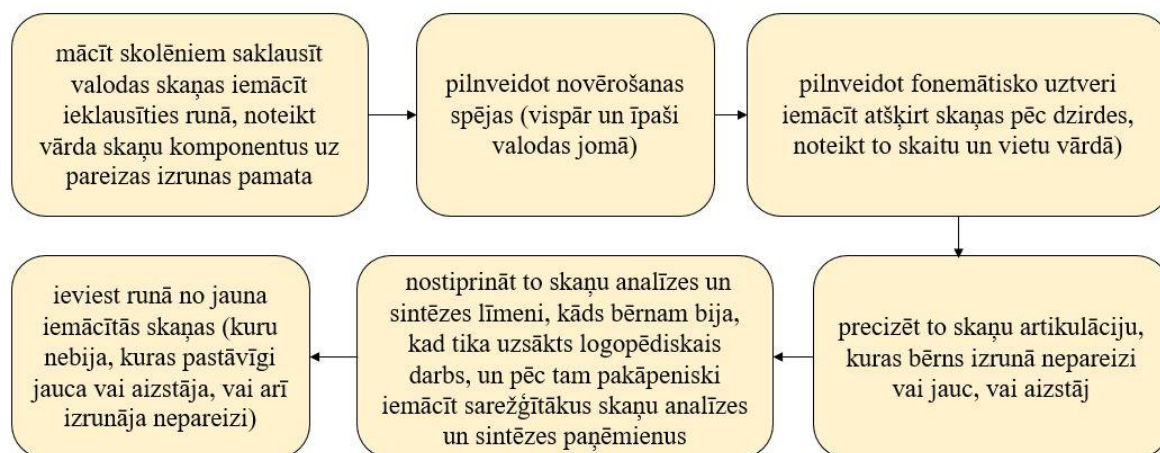 mācīt skolēniem saklausīt
valodas skaņas iemācīt
ieklausīties runā, noteikt
vārda skaņu komponentus uz
pareizas izrunas pamata
pilnveidot novērošanas
spējas (vispār un īpaši
valodas jomā)
pilnveidot fonemātisko uztveri
iemācīt atšķirt skaņas pēc dzirdes,
noteikt to skaitu un vietu vārdā)
precizēt to skaņu artikulāciju,
kuras bērns izrunā nepareizi
vai jauc, vai aizstāj
nostiprināt to skaņu analīzes un
sintēzes līmeni, kāds bērnam bija,
kad tika uzsākts logopēdiskais
darbs, un pēc tam pakāpeniski
iemācīt sarežģītākus skaņu analīzes
un sintēzes paņēmienus
ieviest runā no jauna
iemācītās skaņas (kuru
nebija, kuras pastāvīgi
jauca vai aizstāja, vai arī
izrunāja nepareizi)